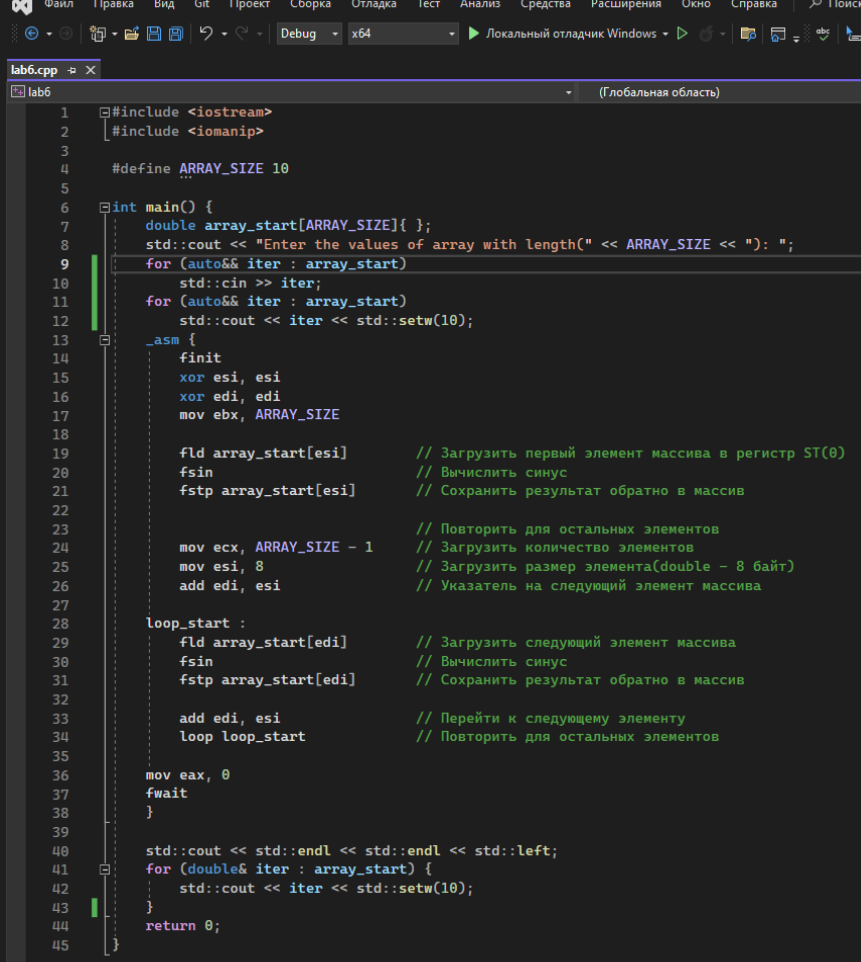 Файл Правка Вид Git Проект Сборка Отладка Тест Анализ Средства Расширения Окно Справка
Debug x64 Локальный отладчик Windows abc
lab6.cpp
lab6 (Глобальная область)
1 #include <iostream>
2 #include <iomanip>
3
4 #define ARRAY_SIZE 10
5
6 int main() {
7 double array_start[ARRAY_SIZE]{ };
8 std::cout << "Enter the values of array with length(" << ARRAY_SIZE << "): ";
9 for (auto&& iter : array_start)
10 std::cin >> iter;
11 for (auto&& iter : array_start)
12 std::cout << iter << std::setw(10);
13 _asm {
14 finit
15 xor esi, esi
16 xor edi, edi
17 mov ebx, ARRAY_SIZE
18
19 fld array_start[esi] // Загрузить первый элемент массива в регистр ST(0)
20 fsin // Вычислить синус
21 fstp array_start[esi] // Сохранить результат обратно в массив
22
23 // Повторить для остальных элементов
24 mov ecx, ARRAY_SIZE - 1 // Загрузить количество элементов
25 mov esi, 8 // Загрузить размер элемента(double - 8 байт)
26 add edi, esi // Указатель на следующий элемент массива
27
28 loop_start :
29 fld array_start[edi] // Загрузить следующий элемент массива
30 fsin // Вычислить синус
31 fstp array_start[edi] // Сохранить результат обратно в массив
32
33 add edi, esi // Перейти к следующему элементу
34 loop loop_start // Повторить для остальных элементов
35
36 mov eax, 0
37 fwait
38 }
39
40 std::cout << std::endl << std::endl << std::left;
41 for (double& iter : array_start) {
42 std::cout << iter << std::setw(10);
43 }
44 return 0;
45 }